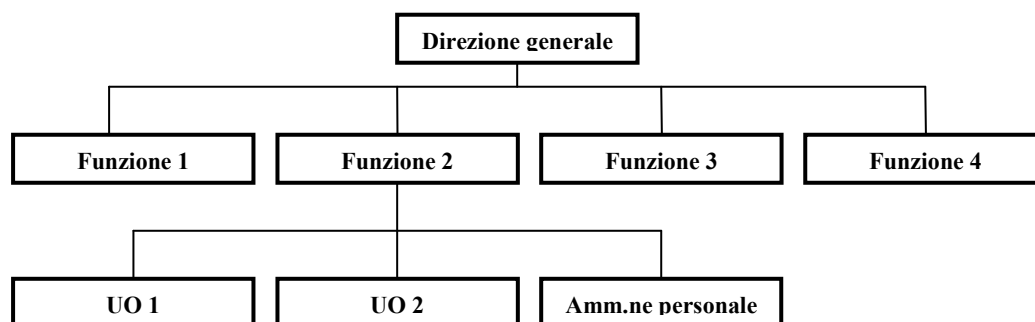 Direzione generale
Funzione 1
Funzione 2
Funzione 3
Funzione 4
UO 1
UO 2
Amm.ne personale